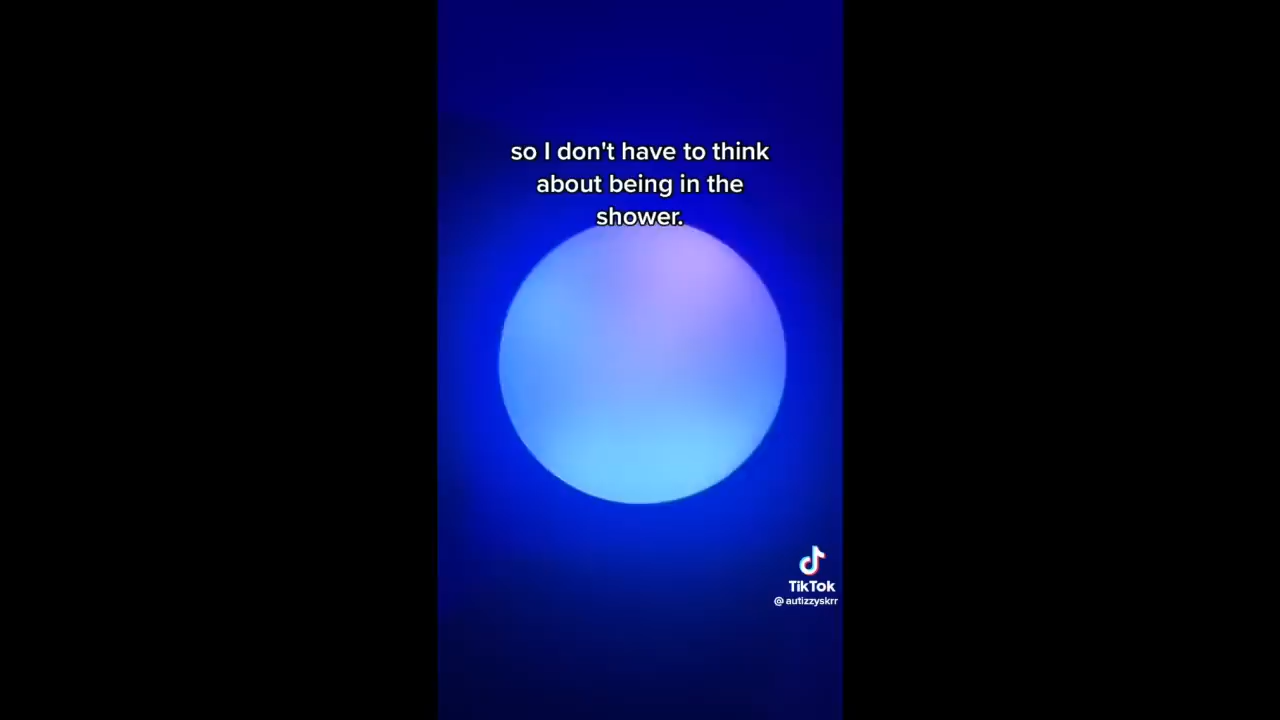 so I don't have to think
about being in the
shower.
TikTok
@ autizzyskrr